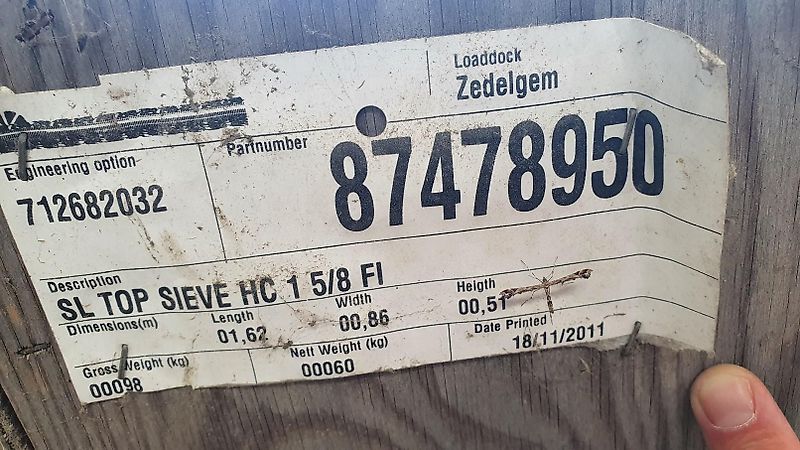 Loaddock
Zedelgem
Engineering option
712682032
Partnumber
87478950
Description
SL TOP SIEVE HC 1 5/8 FI
Dimensions(m)
Length
01,62
Width
00,86
Heigth
00,51
Gross Weight (kg)
00098
Nett Weight (kg)
00060
Date Printed
18/11/2011